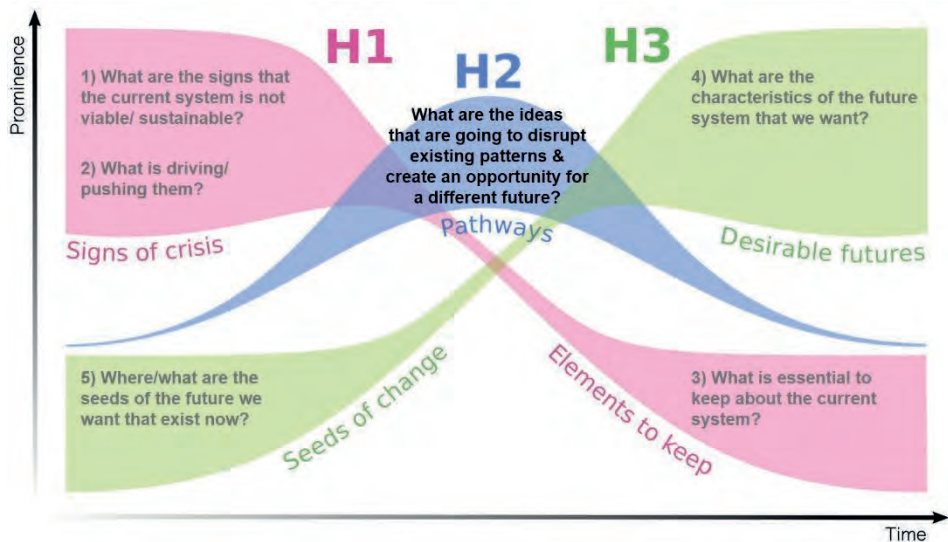 Prominence
H1
H2
H3
1) What are the signs that
the current system is not
viable/ sustainable?
2) What is driving/
pushing them?
Signs of crisis
What are the ideas
that are going to disrupt
existing patterns &
create an opportunity for
a different future?
Pathways
4) What are the
characteristics of the future
system that we want?
Desirable futures
5) Where/what are the
seeds of the future we
want that exist now?
Seeds of change
Elements to keep
3) What is essential to
keep about the current
system?
Time